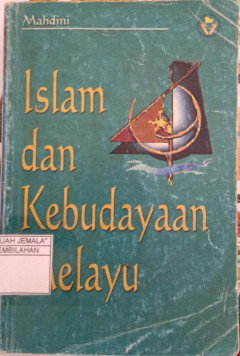 Mahdini
Islam
dan
Kebudayaan
elayu
UAH JEMALA"
EMBILAHAN